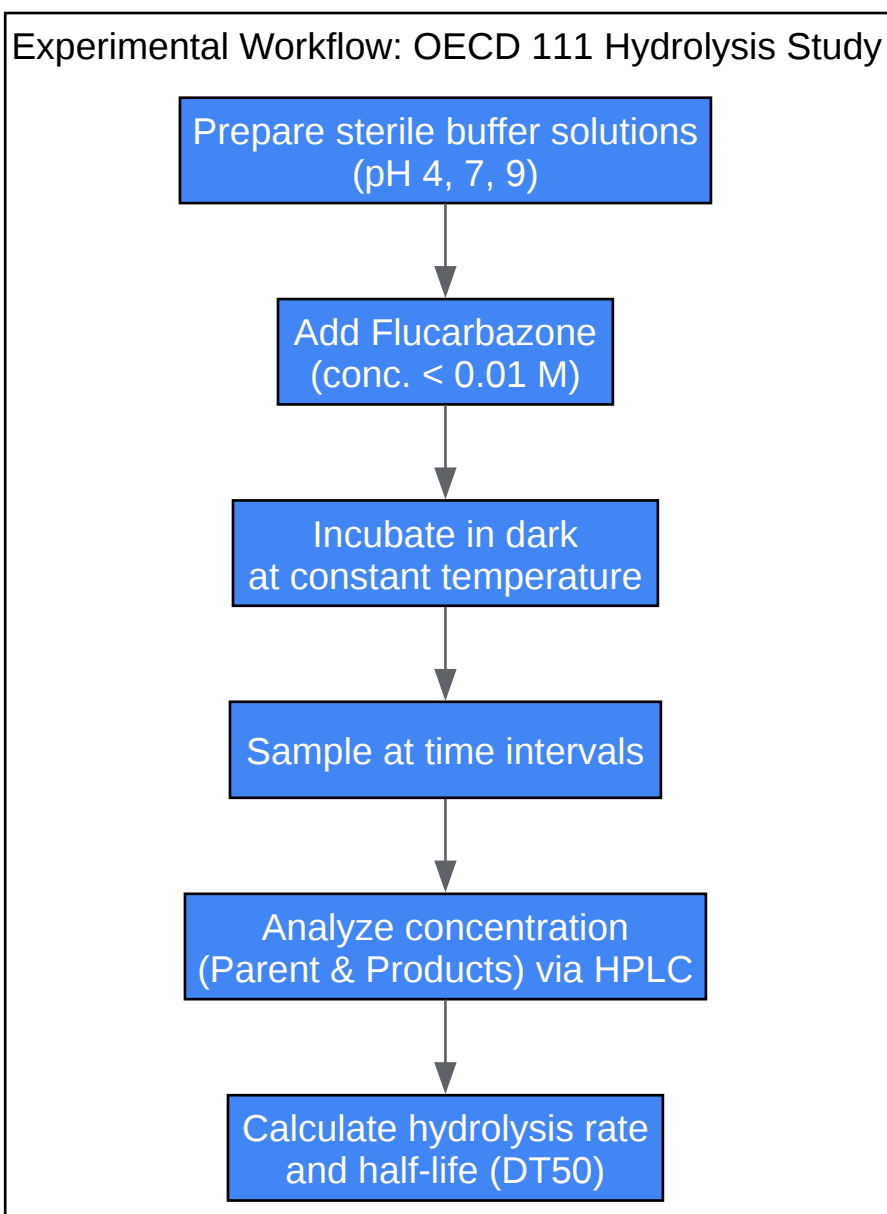 Experimental Workflow: OECD 111 Hydrolysis Study
Prepare sterile buffer solutions
(pH 4, 7, 9)
Add Flucarbazone
(conc. < 0.01 M)
Incubate in dark
at constant temperature
Sample at time intervals
Analyze concentration
(Parent & Products) via HPLC
Calculate hydrolysis rate
and half-life (DT50)